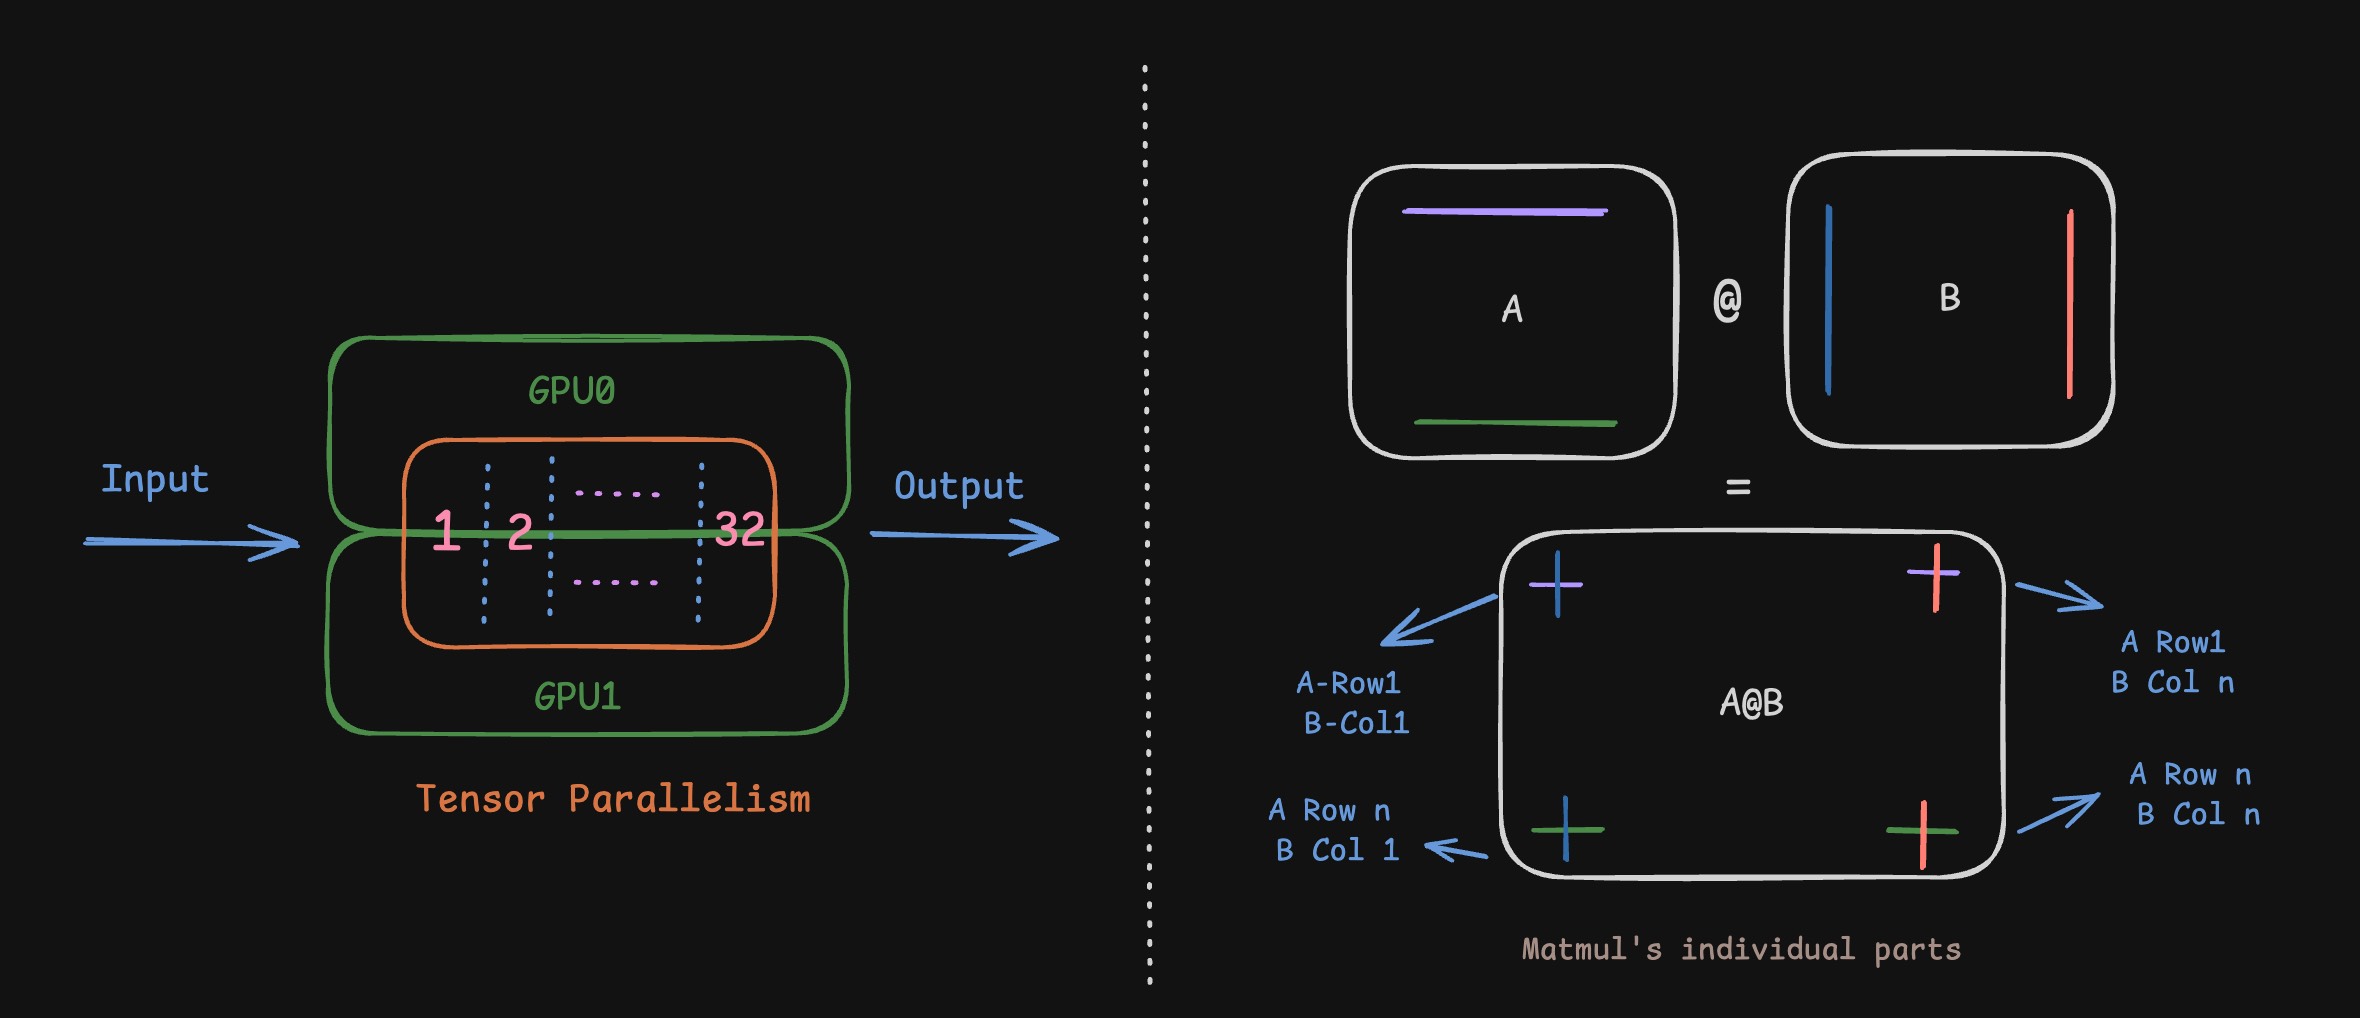 Input
GPU0
1
2
32
GPU1
Output
Tensor Parallelism
A
@
B
=
A@B
A-Row1
B-Col1
A Row1
B Col n
A Row n
B Col 1
A Row n
B Col n
Matmul's individual parts